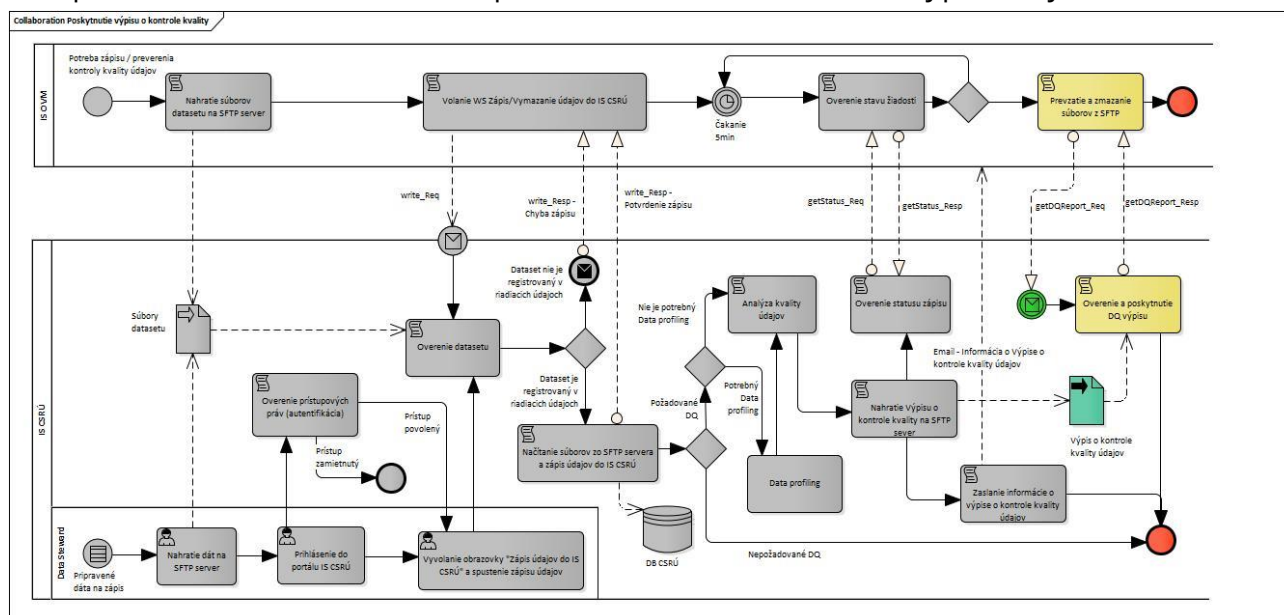 Collaboration Poskytnutie výpisu o kontrole kvality
IS OVM
Potreba zápisu / preverenia
kontroly kvality údajov
Nahratie súborov
datasetu na SFTP server
Volanie WS Zápis/Vymazanie údajov do IS CSRÚ
Čakanie
5min
Overenie stavu žiadosti
Prevzatie a zmazanie
súborov z SFTP
write_Req
write_Resp -
Chyba zápisu
write_Resp -
Potvrdenie zápisu
getStatus_Req
getStatus_Resp
getDQReport_Req
getDQReport_Resp
IS CSRÚ
Súbory
datasetu
Overenie datasetu
Dataset nie je
registrovaný v
riadiacich údajoch
Dataset je
registrovaný v
riadiacich údajoch
Nie je potrebný
Data profiling
Analýza kvality
údajov
Overenie statusu zápisu
Overenie a poskytnutie
DQ výpisu
Email - Informácia o Výpise o
kontrole kvality údajov
Overenie prístupových
práv (autentifikácia)
Prístup
povolený
Prístup
zamietnutý
Požadované
DQ
Potrebný
Data
profiling
Nahratie Výpisu o
kontrole kvality na SFTP
sever
Výpis o kontrole
kvality údajov
Načítanie súborov zo SFTP servera
a zápis údajov do IS CSRÚ
Data profiling
Zaslanie informácie o
výpise o kontrole kvality
údajov
Data Steward
Pripravené
dáta na zápis
Nahratie dát na
SFTP server
Prihlásenie do
portálu IS CSRÚ
Vyvolanie obrazovky "Zápis údajov do IS
CSRÚ" a spustenie zápisu údajov
DB CSRÚ
Nepožadované DQ